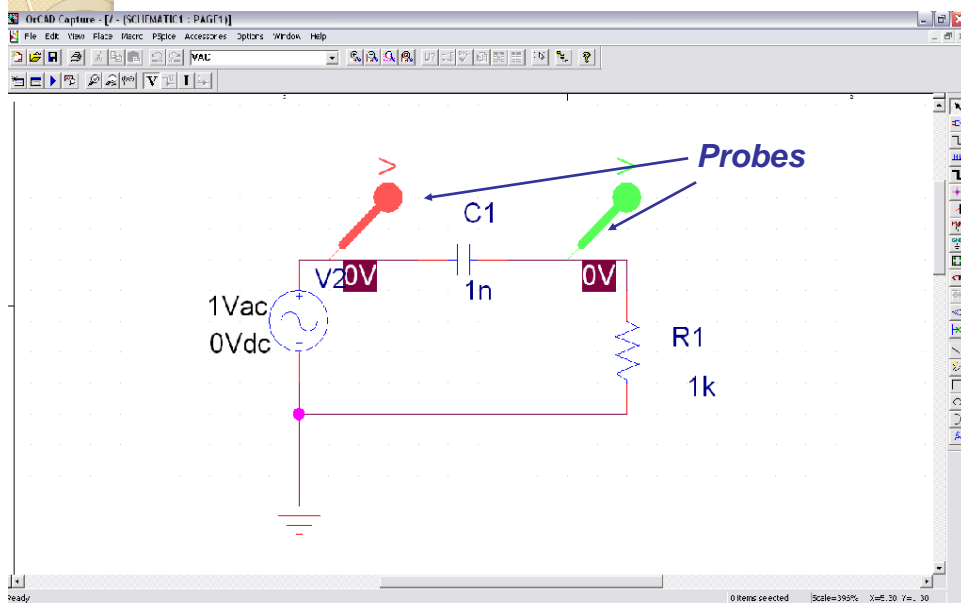 OrCAD Capture - [/ - (SCHEMATIC1 : PAGE1)]
File Edit View Place Macro PSpice Accessories Options Window Help
VAC
V I
Probes
V V
C1
V2 0V 0V
1n
1Vac
0Vdc
R1
1k
Ready 0 items selected Scale=398%